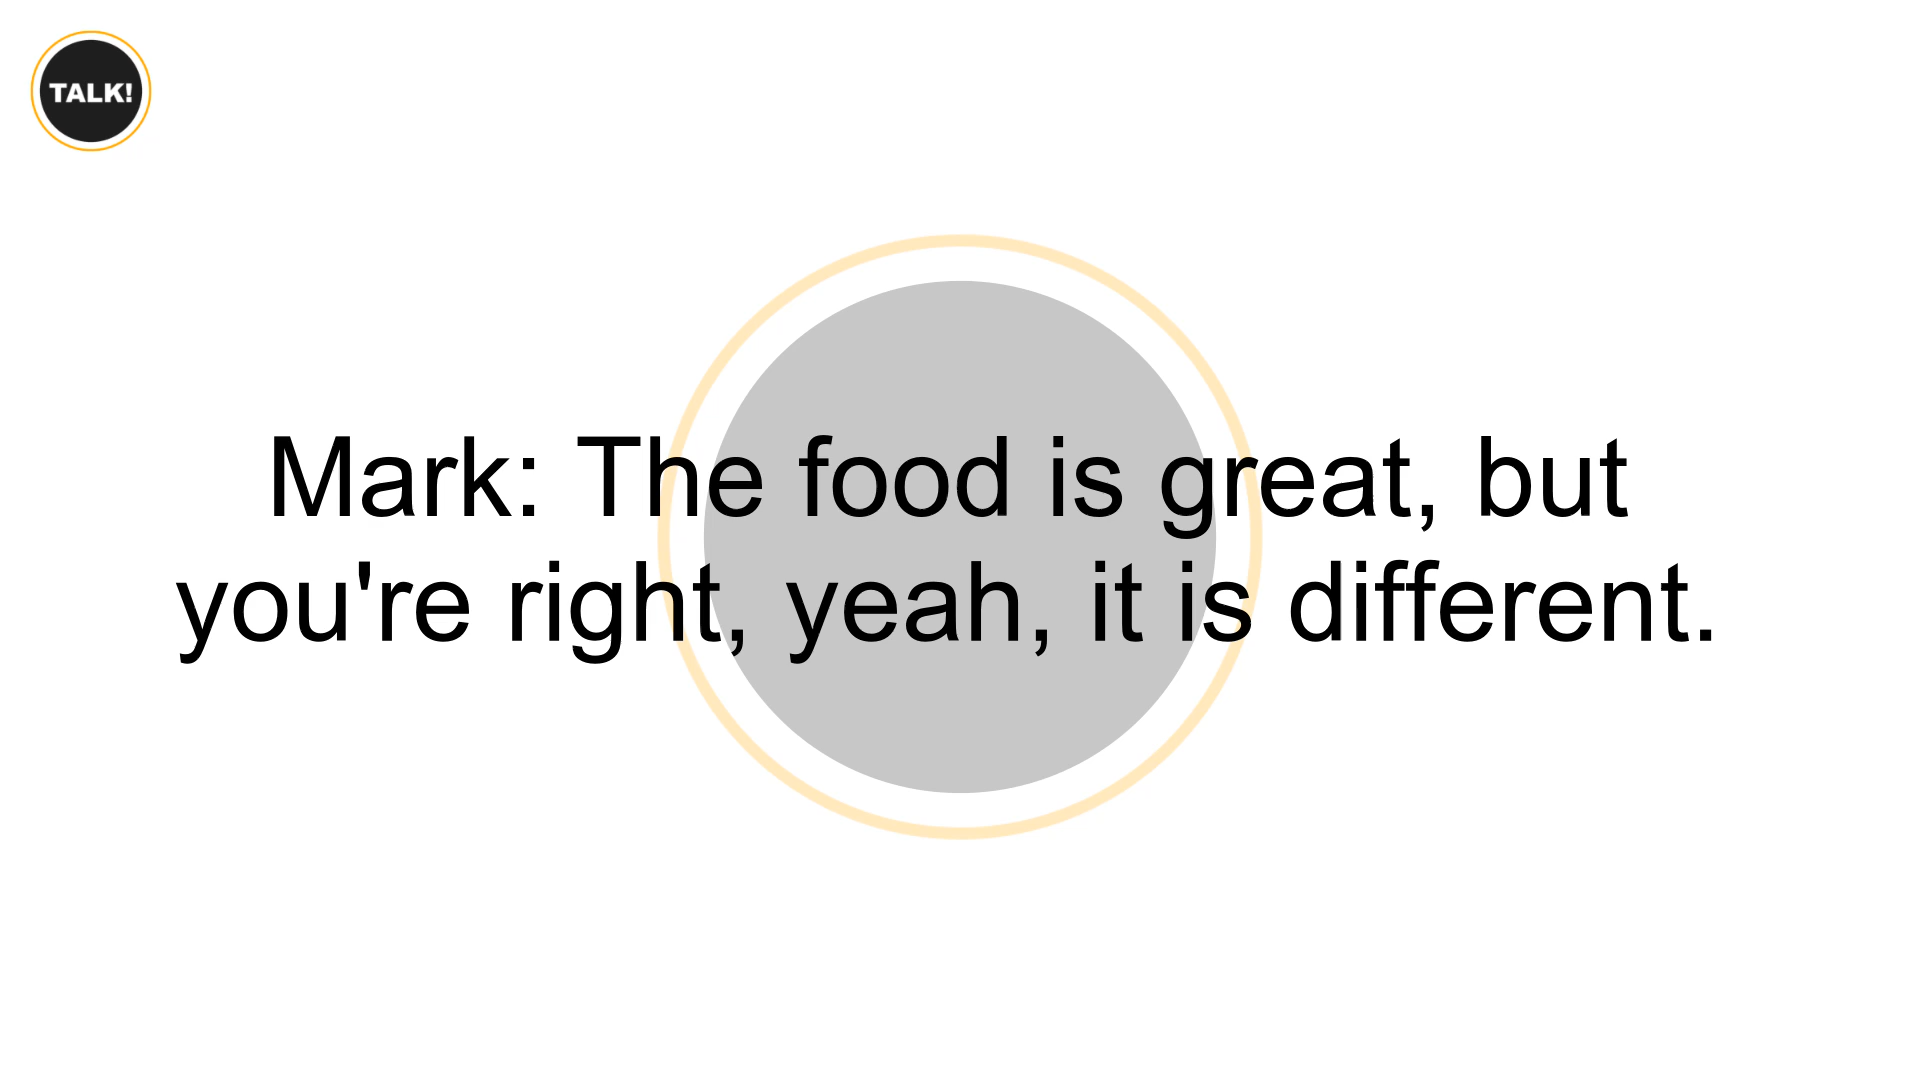 TALK!
Mark: The food is great, but
you're right, yeah, it is different.